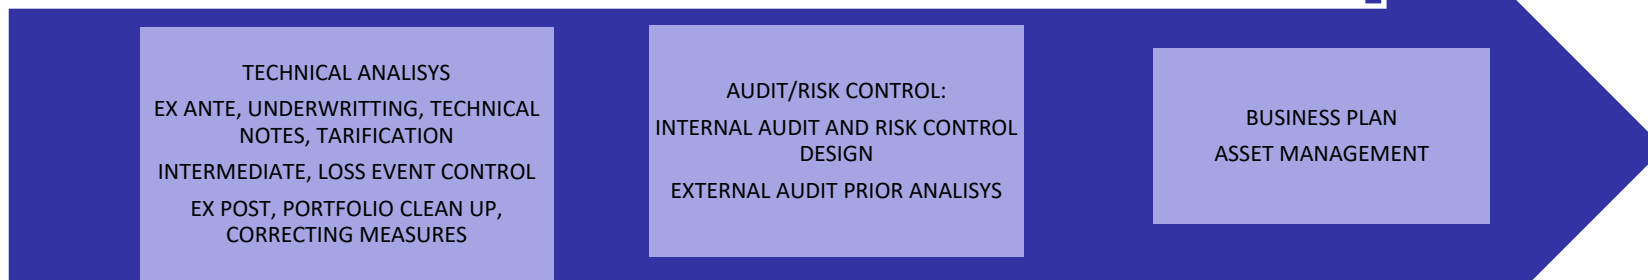 TECHNICAL ANALISYS
EX ANTE, UNDERWRITTING, TECHNICAL
NOTES, TARIFICATION
INTERMEDIATE, LOSS EVENT CONTROL
EX POST, PORTFOLIO CLEAN UP,
CORRECTING MEASURES
AUDIT/RISK CONTROL:
INTERNAL AUDIT AND RISK CONTROL
DESIGN
EXTERNAL AUDIT PRIOR ANALISYS
BUSINESS PLAN
ASSET MANAGEMENT